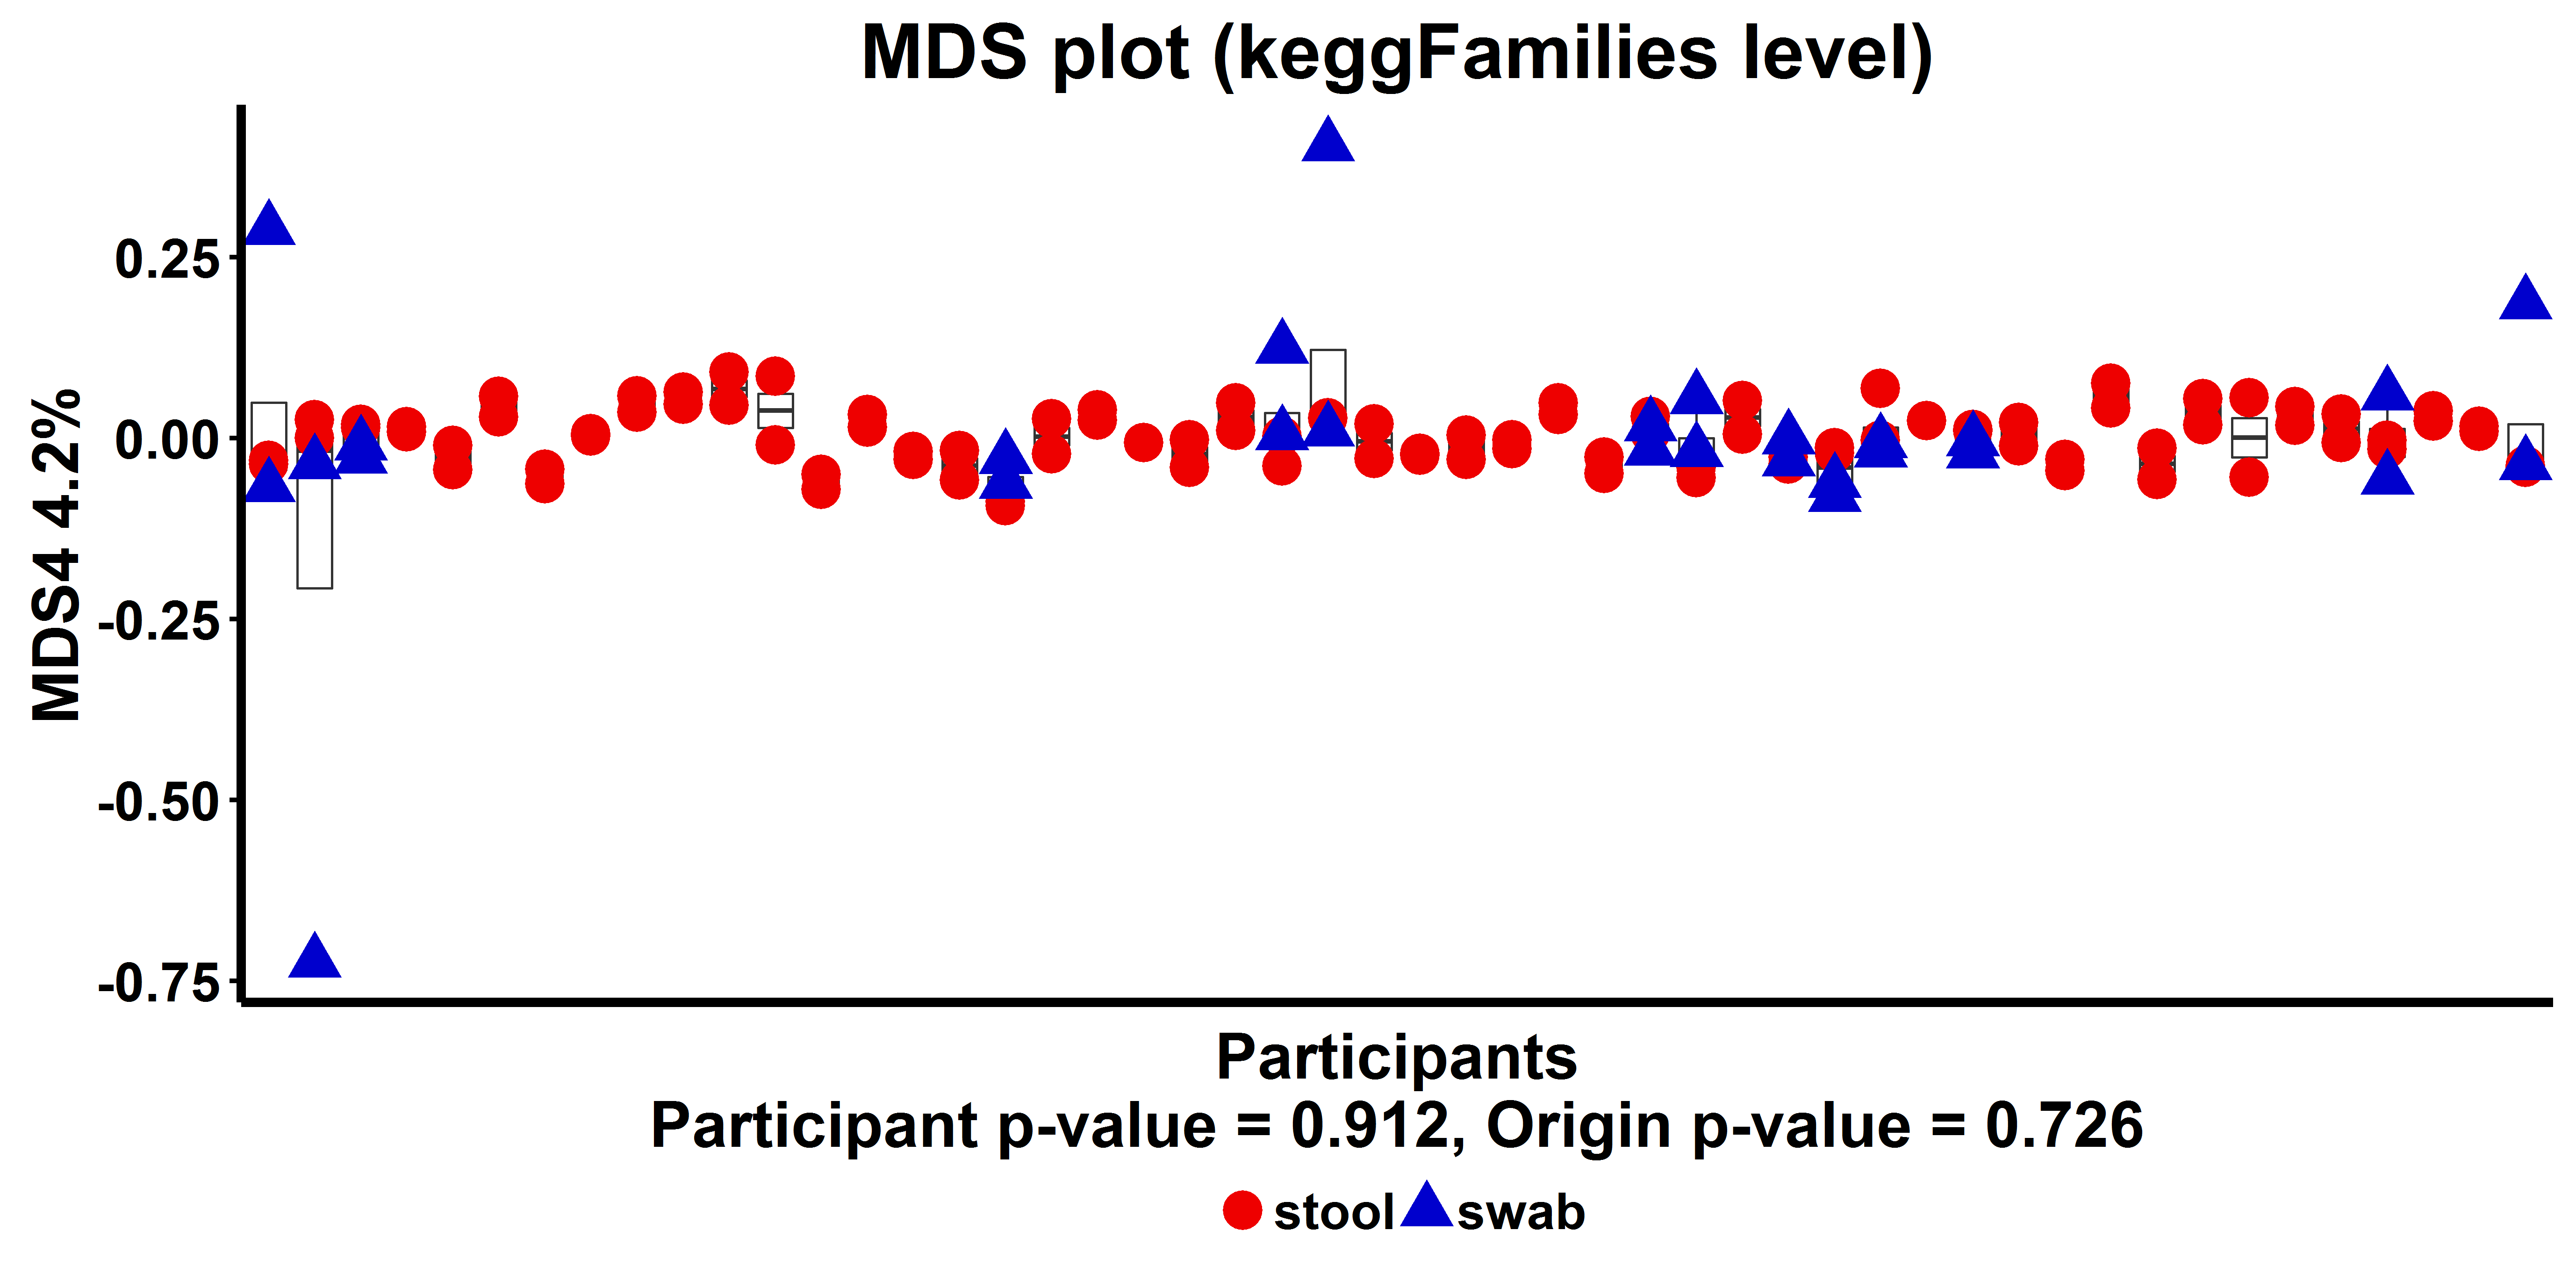 MDS plot (keggFamilies level)
MDS4 4.2%
0.25
0.00
-0.25
-0.50
-0.75
Participants
Participant p-value = 0.912, Origin p-value = 0.726
stool swab